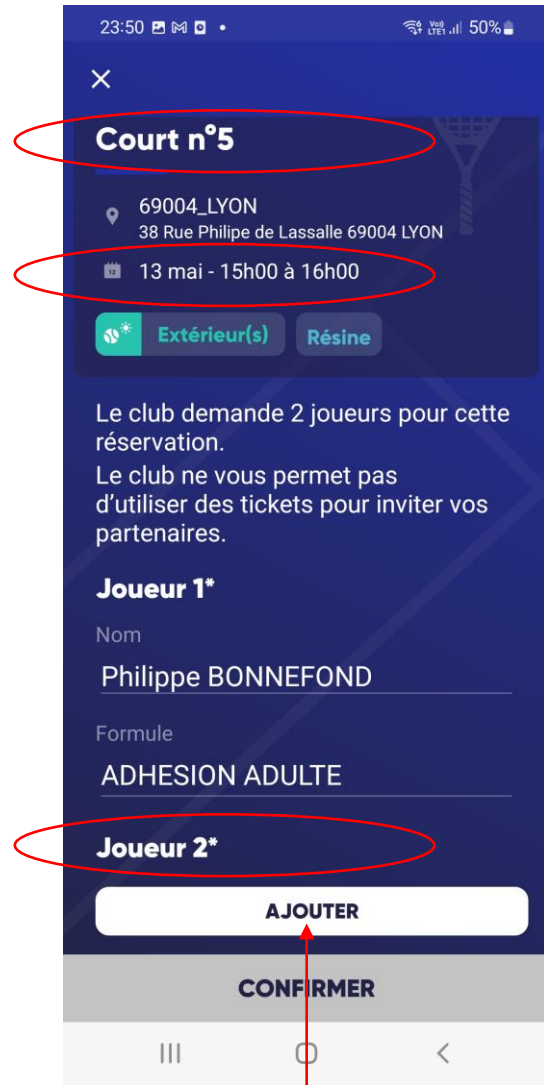 23:50
VoD LTE1 50%
Court n°5
69004_LYON
38 Rue Philipe de Lassalle 69004 LYON
13 mai - 15h00 à 16h00
Extérieur(s) Résine
Le club demande 2 joueurs pour cette
réservation.
Le club ne vous permet pas
d'utiliser des tickets pour inviter vos
partenaires.
Joueur 1*
Nom
Philippe BONNEFOND
Formule
ADHESION ADULTE
Joueur 2*
AJOUTER
CONFIRMER